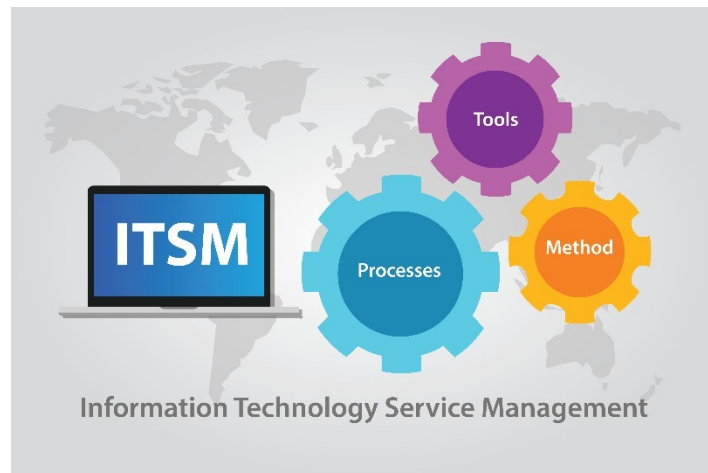 Tools
ITSM
Method
Processes
Information Technology Service Management